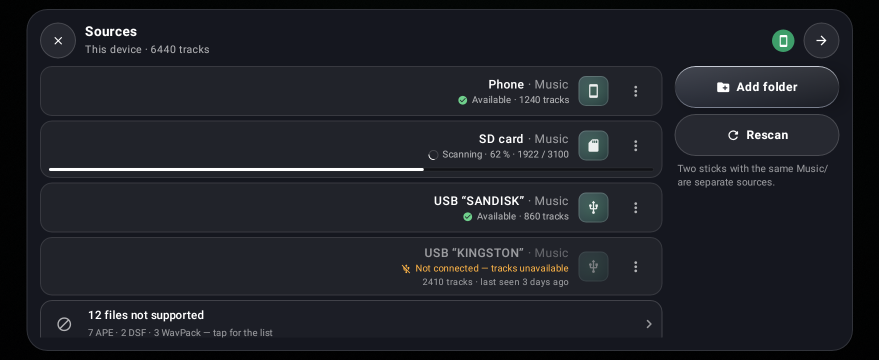 Sources
This device · 6440 tracks
Phone · Music
Available · 1240 tracks
SD card · Music
Scanning · 62 % · 1922 / 3100
USB “SANDISK” · Music
Available · 860 tracks
USB “KINGSTON” · Music
Not connected — tracks unavailable
2410 tracks · last seen 3 days ago
12 files not supported
7 APE · 2 DSF · 3 WavPack — tap for the list
Add folder
Rescan
Two sticks with the same Music/
are separate sources.